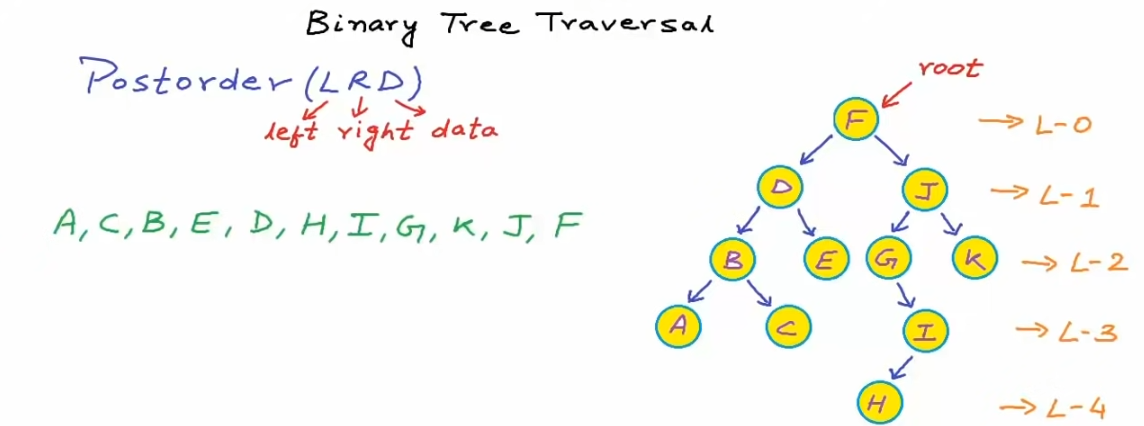 Binary Tree Traversal
Postorder (LRD)
left right data
A, C, B, E, D, H, I, G, K, J, F
root
F → L-0
D J → L-1
B E G K → L-2
A C I → L-3
H → L-4